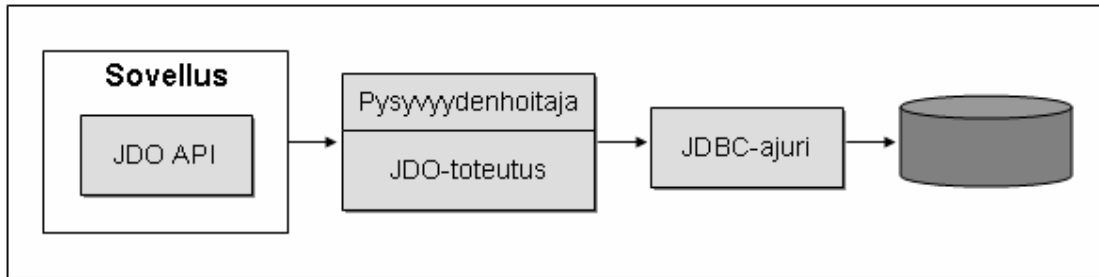 Sovellus
JDO API
Pysyvyydenhoitaja
JDO-toteutus
JDBC-ajuri